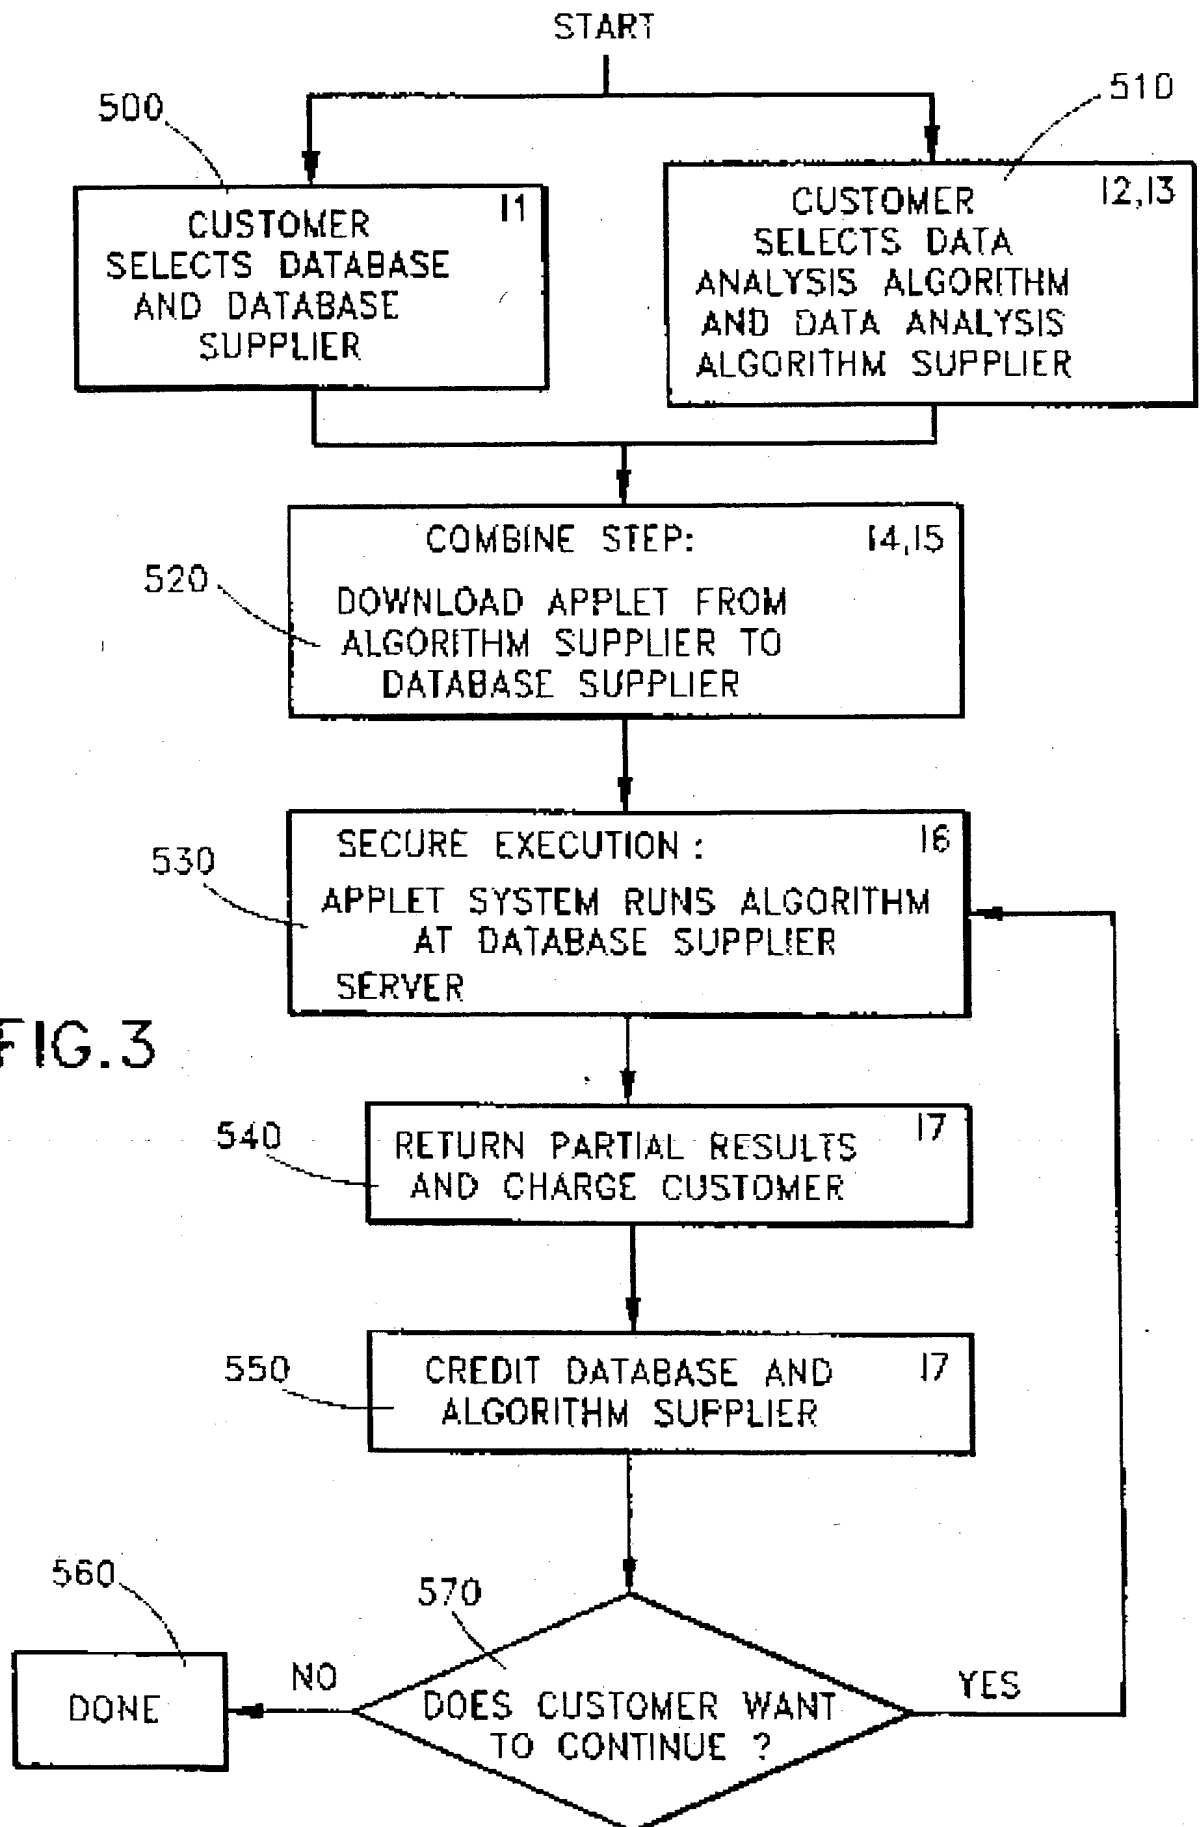 START
500
510
I1
CUSTOMER
SELECTS DATABASE
AND DATABASE
SUPPLIER
I2,I3
CUSTOMER
SELECTS DATA
ANALYSIS ALGORITHM
AND DATA ANALYSIS
ALGORITHM SUPPLIER
520
COMBINE STEP:
I4,I5
DOWNLOAD APPLET FROM
ALGORITHM SUPPLIER TO
DATABASE SUPPLIER
530
SECURE EXECUTION :
I6
APPLET SYSTEM RUNS ALGORITHM
AT DATABASE SUPPLIER
SERVER
FIG.3
540
I7
RETURN PARTIAL RESULTS
AND CHARGE CUSTOMER
550
I7
CREDIT DATABASE AND
ALGORITHM SUPPLIER
560
570
DONE
NO
DOES CUSTOMER WANT
TO CONTINUE ?
YES